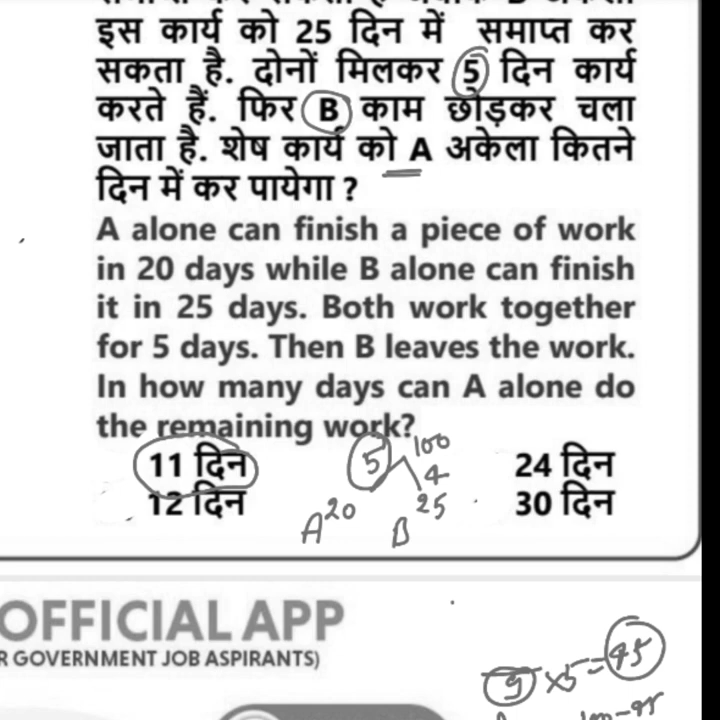 इस कार्य को 25 दिन में समाप्त कर
सकता है. दोनों मिलकर 5 दिन कार्य
करते हैं. फिर B काम छोड़कर चला
जाता है. शेष कार्य को A अकेला कितने
दिन में कर पायेगा ?
A alone can finish a piece of work
in 20 days while B alone can finish
it in 25 days. Both work together
for 5 days. Then B leaves the work.
In how many days can A alone do
the remaining work?
11 दिन 24 दिन
12 दिन 30 दिन
5 100
4
A 20 B 25
OFFICIAL APP
R GOVERNMENT JOB ASPIRANTS)
9 ×5=45